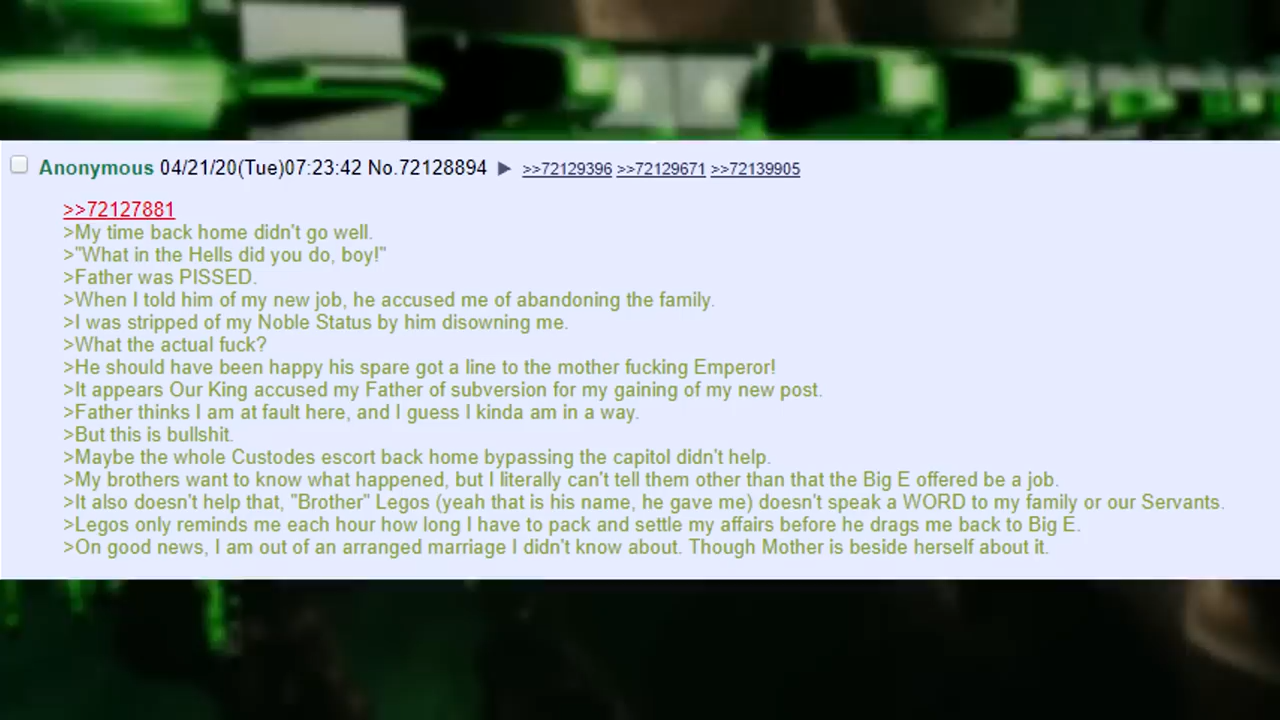 Anonymous 04/21/20(Tue)07:23:42 No.72128894 ▶ >>72129396 >>72129671 >>72139905
>>72127881
>My time back home didn't go well.
>"What in the Hells did you do, boy!"
>Father was PISSED.
>When I told him of my new job, he accused me of abandoning the family.
>I was stripped of my Noble Status by him disowning me.
>What the actual fuck?
>He should have been happy his spare got a line to the mother fucking Emperor!
>It appears Our King accused my Father of subversion for my gaining of my new post.
>Father thinks I am at fault here, and I guess I kinda am in a way.
>But this is bullshit.
>Maybe the whole Custodes escort back home bypassing the capitol didn't help.
>My brothers want to know what happened, but I literally can't tell them other than that the Big E offered be a job.
>It also doesn't help that, "Brother" Legos (yeah that is his name, he gave me) doesn't speak a WORD to my family or our Servants.
>Legos only reminds me each hour how long I have to pack and settle my affairs before he drags me back to Big E.
>On good news, I am out of an arranged marriage I didn't know about. Though Mother is beside herself about it.